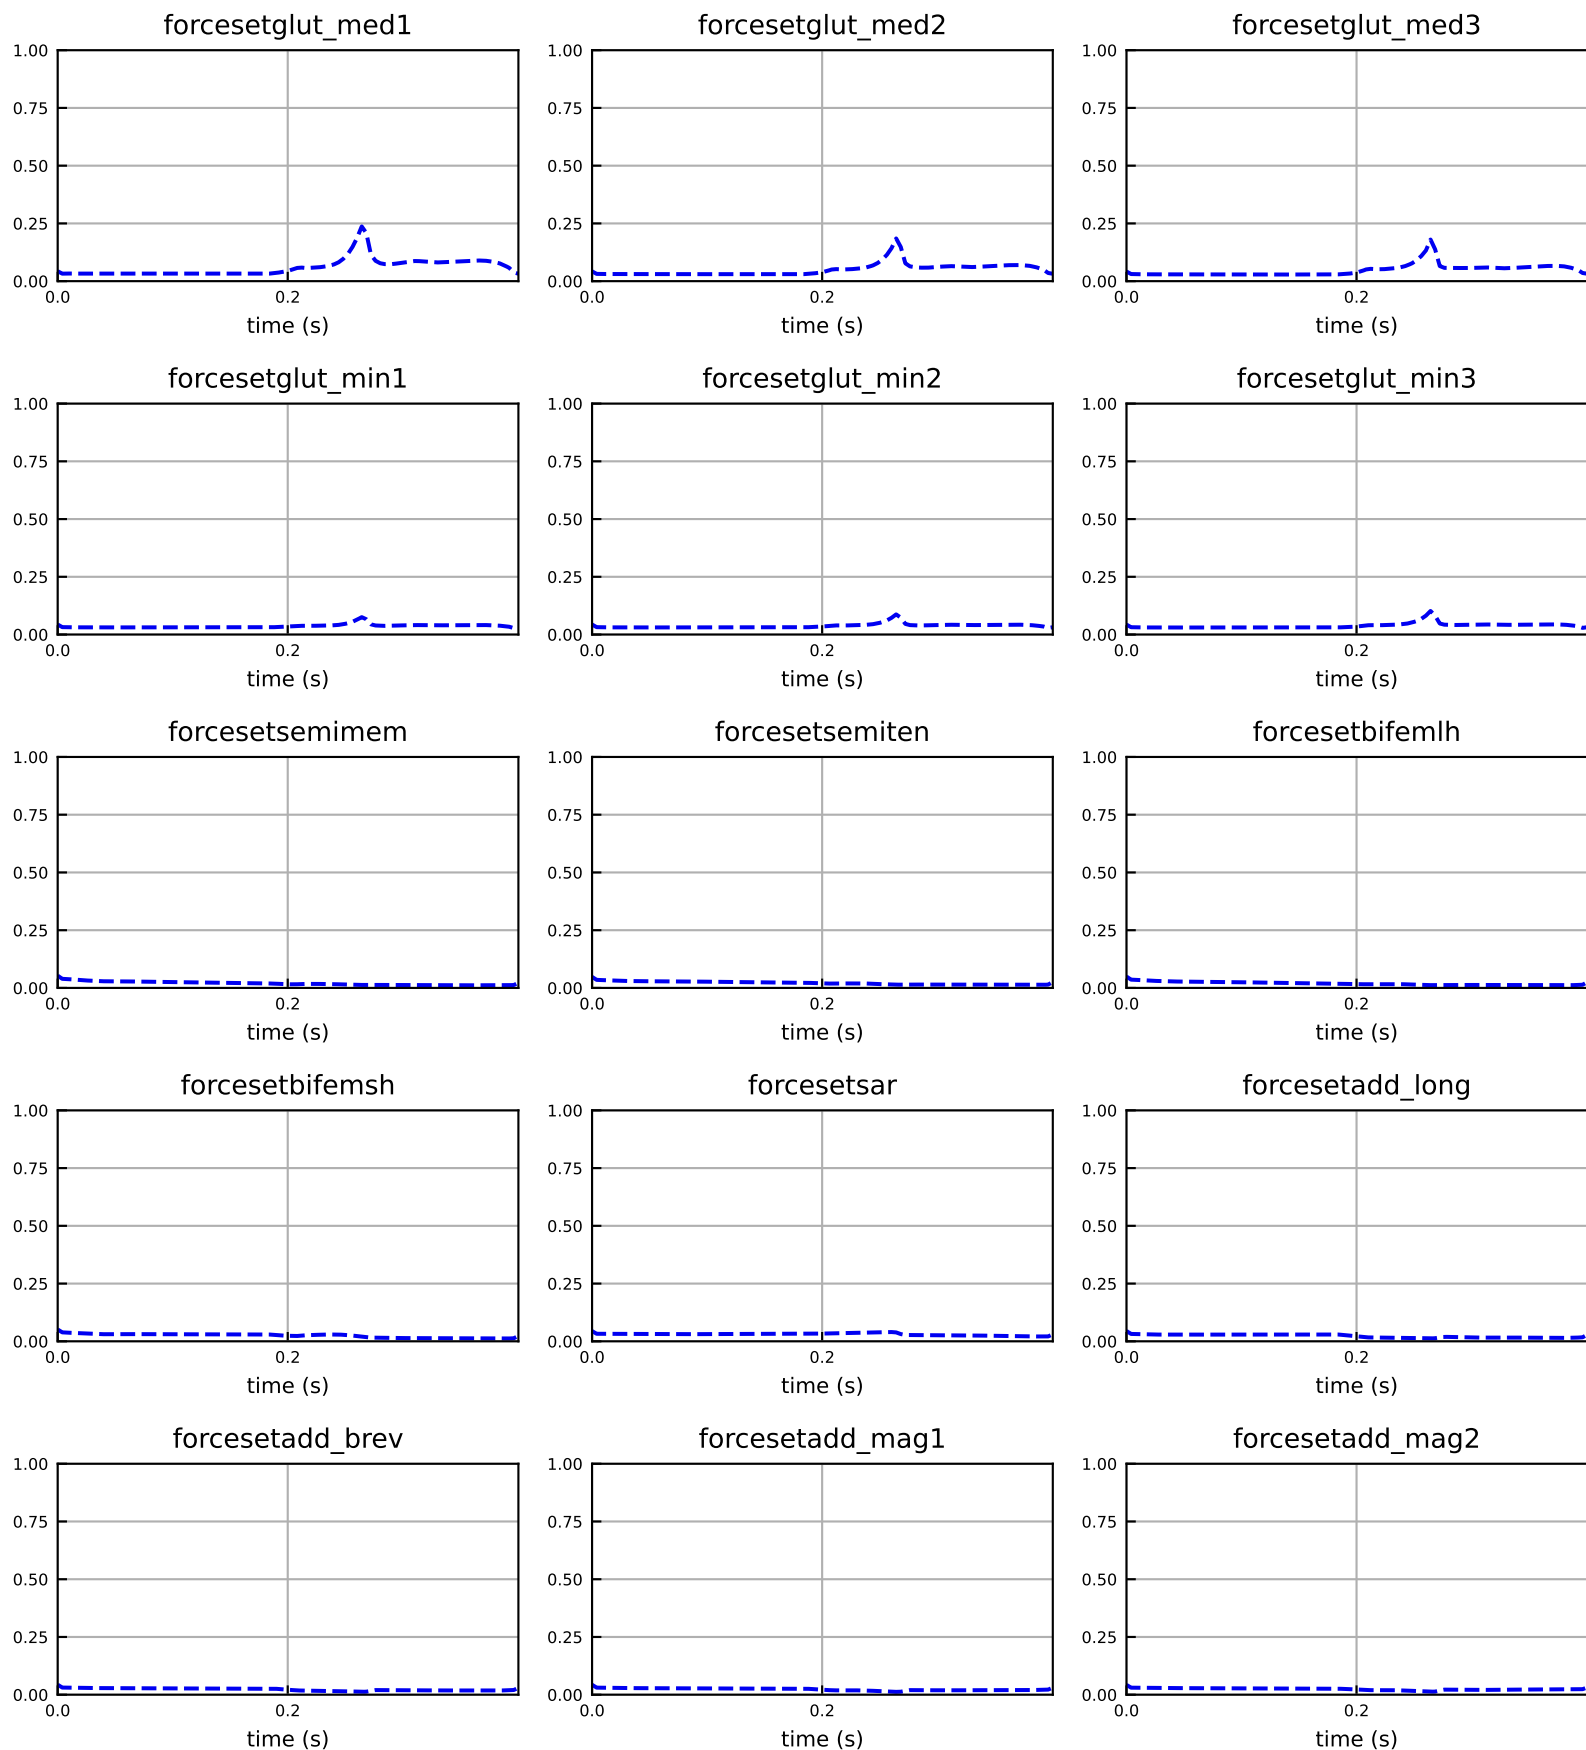 forcesetglut_med1 forcesetglut_med2 forcesetglut_med3
1.00 1.00 1.00
0.75 0.75 0.75
0.50 0.50 0.50
0.25 0.25 0.25
0.00 0.00 0.00
0.0 0.2 0.0 0.2 0.0 0.2
time (s) time (s) time (s)
forcesetglut_min1 forcesetglut_min2 forcesetglut_min3
1.00 1.00 1.00
0.75 0.75 0.75
0.50 0.50 0.50
0.25 0.25 0.25
0.00 0.00 0.00
0.0 0.2 0.0 0.2 0.0 0.2
time (s) time (s) time (s)
forcesetsemimem forcesetsemiten forcesetbifemlh
1.00 1.00 1.00
0.75 0.75 0.75
0.50 0.50 0.50
0.25 0.25 0.25
0.00 0.00 0.00
0.0 0.2 0.0 0.2 0.0 0.2
time (s) time (s) time (s)
forcesetbifemsh forcesetsar forcesetadd_long
1.00 1.00 1.00
0.75 0.75 0.75
0.50 0.50 0.50
0.25 0.25 0.25
0.00 0.00 0.00
0.0 0.2 0.0 0.2 0.0 0.2
time (s) time (s) time (s)
forcesetadd_brev forcesetadd_mag1 forcesetadd_mag2
1.00 1.00 1.00
0.75 0.75 0.75
0.50 0.50 0.50
0.25 0.25 0.25
0.00 0.00 0.00
0.0 0.2 0.0 0.2 0.0 0.2
time (s) time (s) time (s)